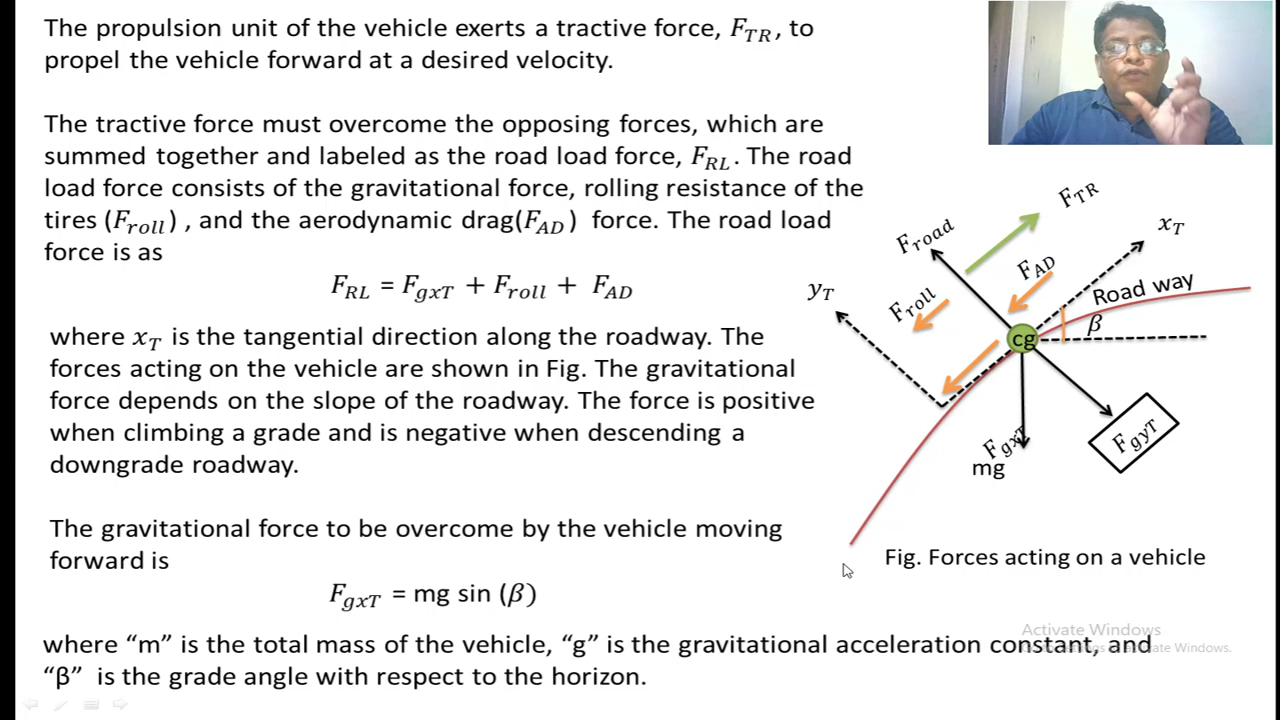 The propulsion unit of the vehicle exerts a tractive force, F_TR, to
propel the vehicle forward at a desired velocity.
The tractive force must overcome the opposing forces, which are
summed together and labeled as the road load force, F_RL. The road
load force consists of the gravitational force, rolling resistance of the
tires (F_roll) , and the aerodynamic drag(F_AD) force. The road load
force is as
F_RL = F_gxT + F_roll + F_AD
where x_T is the tangential direction along the roadway. The
forces acting on the vehicle are shown in Fig. The gravitational
force depends on the slope of the roadway. The force is positive
when climbing a grade and is negative when descending a
downgrade roadway.
The gravitational force to be overcome by the vehicle moving
forward is
F_gxT = mg sin (β)
where “m” is the total mass of the vehicle, “g” is the gravitational acceleration constant, and
“β” is the grade angle with respect to the horizon.
F_TR
F_road
x_T
F_AD
y_T
F_roll
Road way
β
cg
F_gxT
mg
F_gyT
Fig. Forces acting on a vehicle
Activate Windows
Go to Settings to activate Windows.